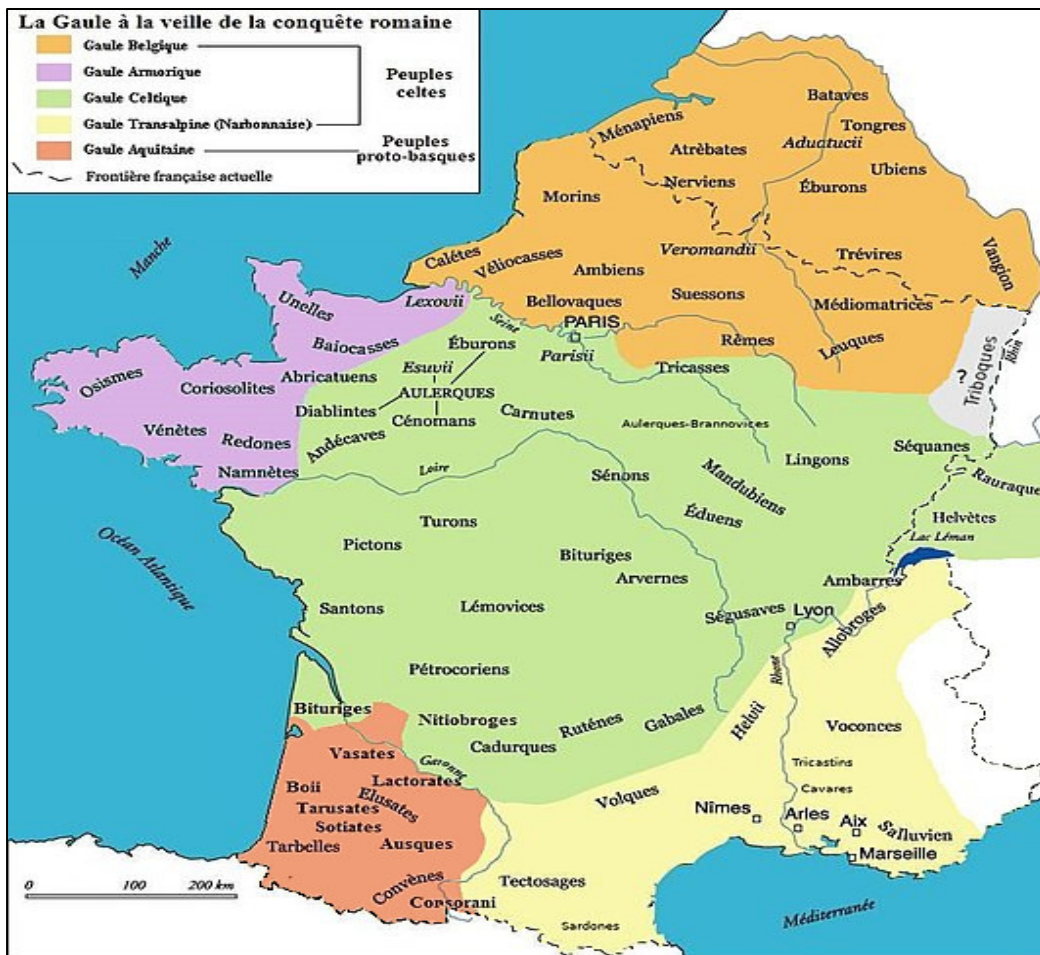 La Gaule à la veille de la conquête romaine
Gaule Belgique
Gaule Armorique
Gaule Celtique
Gaule Transalpine (Narbonnaise)
Gaule Aquitaine
Peuples
celtes
Peuples
proto-basques
Frontière française actuelle
Bataves
Ménapiens
Tongres
Atrèbates
Aduatucii
Ubiens
Nerviens
Éburons
Morins
Manche
Calétes
Véliocasses
Veromandii
Trévires
Vangion
Ambiens
Unelles
Lexovii
Bellovaques
Suessons
Médiomatrices
Seine
PARIS
Baiocasses
Éburons
Parisii
Rèmes
Leuques
Triboques
?
Rhin
Osismes
Coriosolites
Abricatuens
Esuvii
Tricasses
AULERQUES
Diablintes
Cénomans
Carnutes
Aulerques-Brannovices
Vénètes
Redones
Andécaves
Séquanes
Namnètes
Loire
Sénons
Mandubiens
Lingons
Rauraque
Helvètes
Éduens
Lac Léman
Turons
Pictons
Bituriges
Océan Atlantique
Arvernes
Ambarres
Santons
Lémovices
Ségusaves
Lyon
Allobroges
Pétrocoriens
Rhone
Bituriges
Nitiobroges
Ruténes
Gabales
Helvii
Voconces
Cadurques
Vasates
Garonne
Tricastins
Boii
Lactorates
Elusates
Volques
Cavares
Tarusates
Nîmes
Arles
Aix
Sotiates
Salluvien
Tarbelles
Ausques
Marseille
Convènes
Tectosages
0 100 200 km
Corsorani
Sardones
Méditerranée